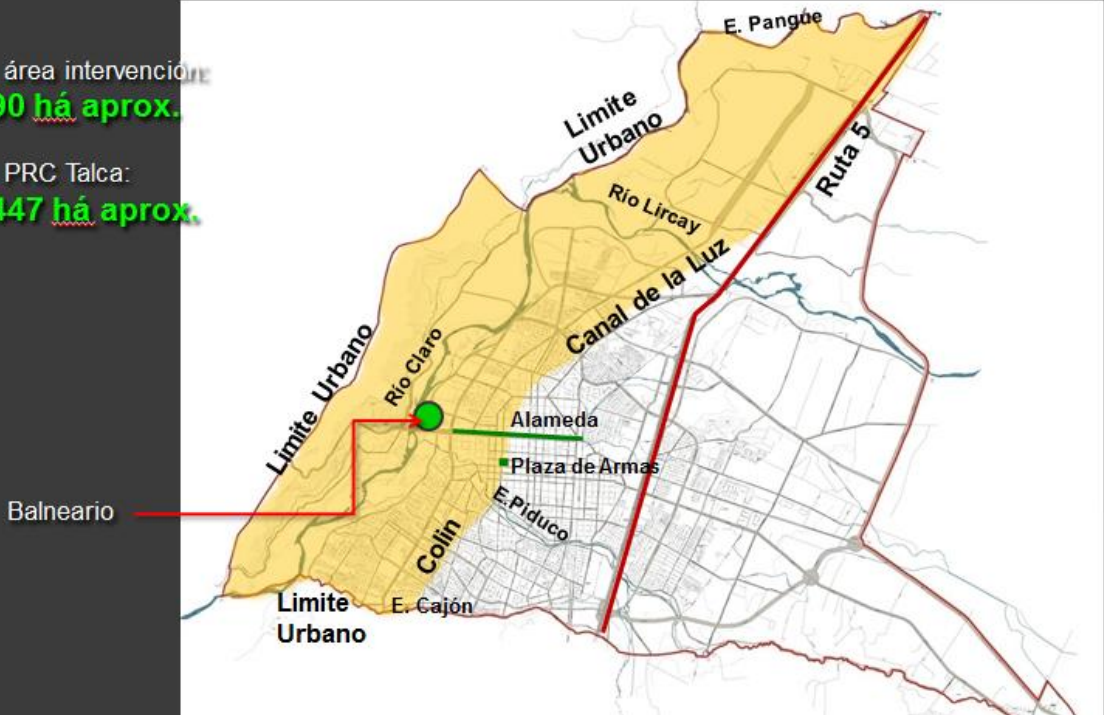 área intervención:
90 há aprox.
PRC Talca:
447 há aprox.
Balneario
E. Pangue
Limite
Urbano
Ruta 5
Río Lircay
Canal de la Luz
Limite Urbano
Río Claro
Alameda
Plaza de Armas
E.Piduco
Colin
Limite
Urbano
E. Cajón